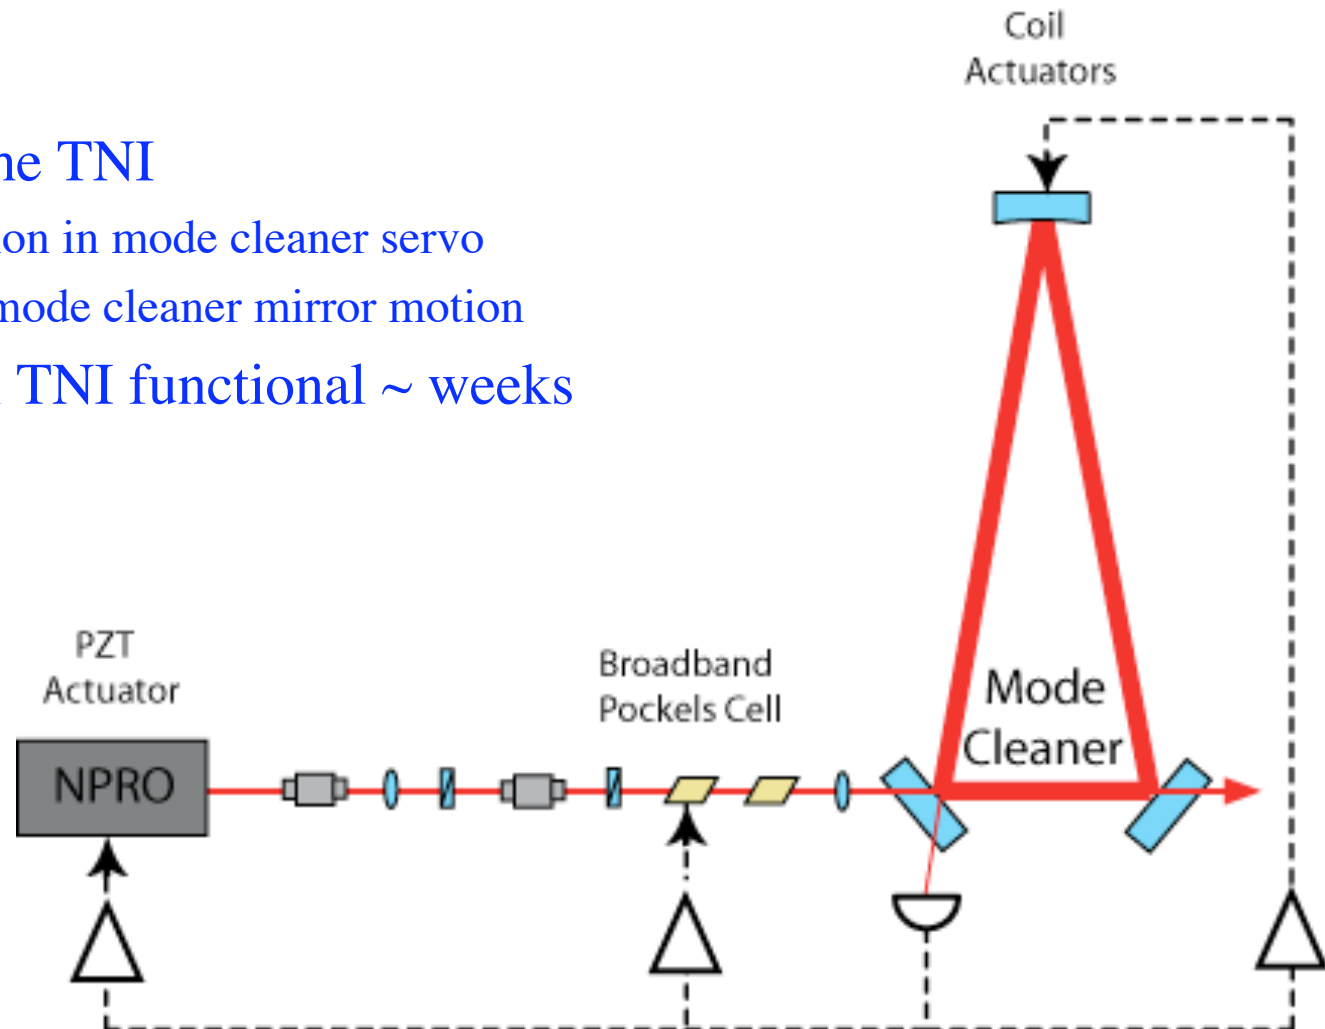 Coil
Actuators
he TNI
on in mode cleaner servo
mode cleaner mirror motion
TNI functional ~ weeks
PZT
Actuator
Broadband
Pockels Cell
Mode
Cleaner
NPRO